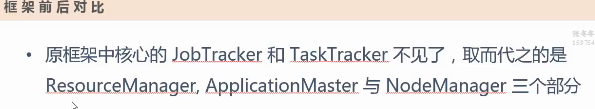 框架前后对比
• 原框架中核心的 JobTracker 和 TaskTracker 不见了，取而代之的是
ResourceManager, ApplicationMaster 与 NodeManager 三个部分